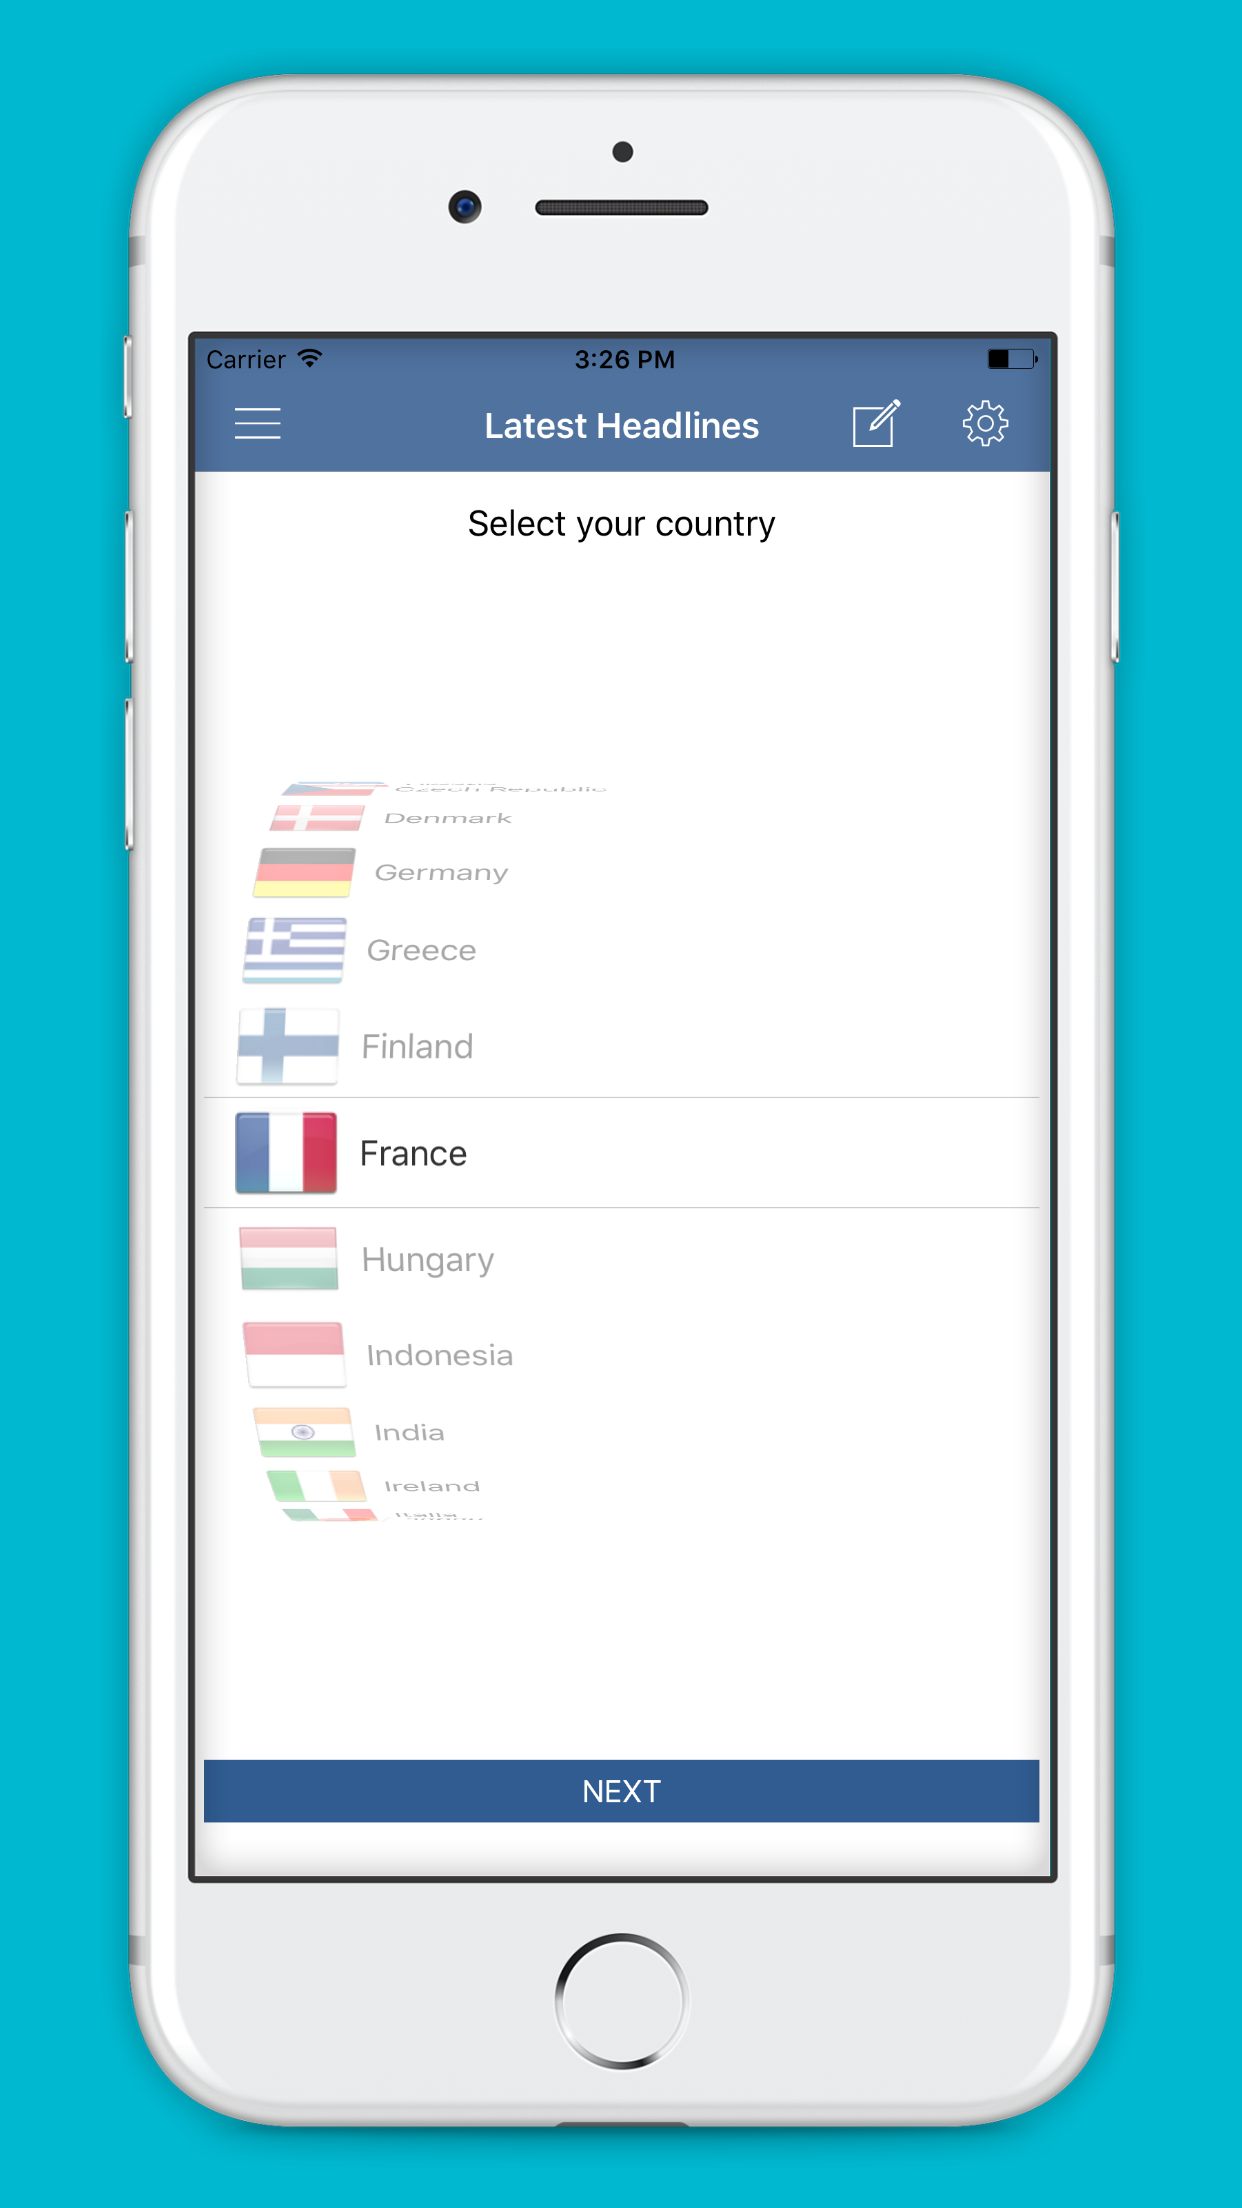 Carrier 3:26 PM
Latest Headlines
Select your country
Czech Republic
Denmark
Germany
Greece
Finland
France
Hungary
Indonesia
India
Ireland
Italia
NEXT